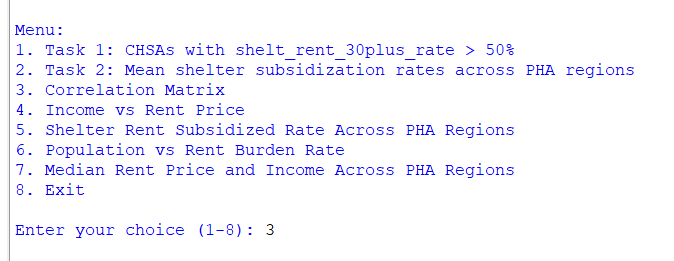 Menu:
1. Task 1: CHSAs with shelt_rent_30plus_rate > 50%
2. Task 2: Mean shelter subsidization rates across PHA regions
3. Correlation Matrix
4. Income vs Rent Price
5. Shelter Rent Subsidized Rate Across PHA Regions
6. Population vs Rent Burden Rate
7. Median Rent Price and Income Across PHA Regions
8. Exit
Enter your choice (1-8): 3